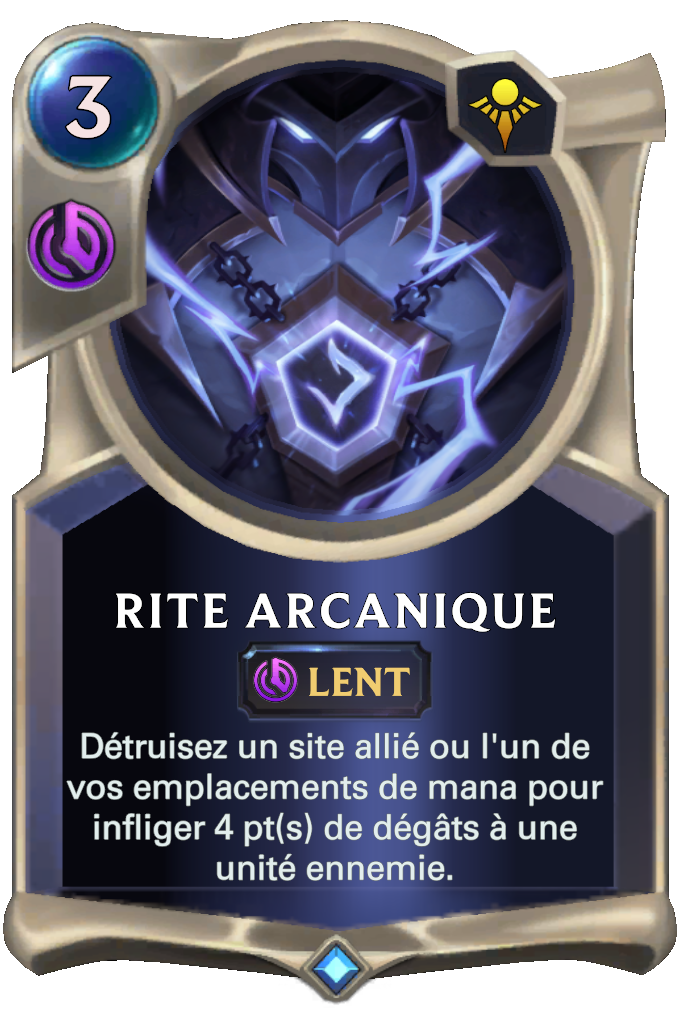 3
RITE ARCANIQUE
LENT
Détruisez un site allié ou l'un de
vos emplacements de mana pour
infliger 4 pt(s) de dégâts à une
unité ennemie.